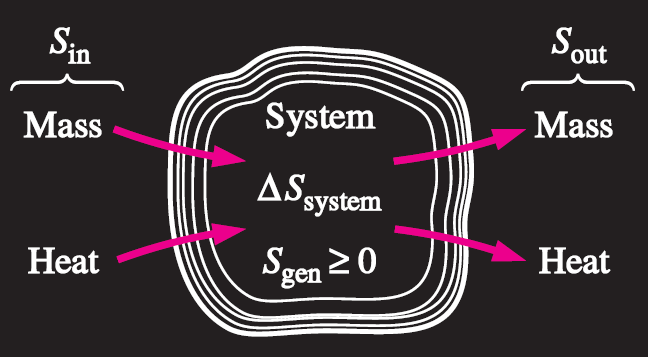 S_in
Mass
Heat
System
ΔS_system
S_gen ≥ 0
S_out
Mass
Heat